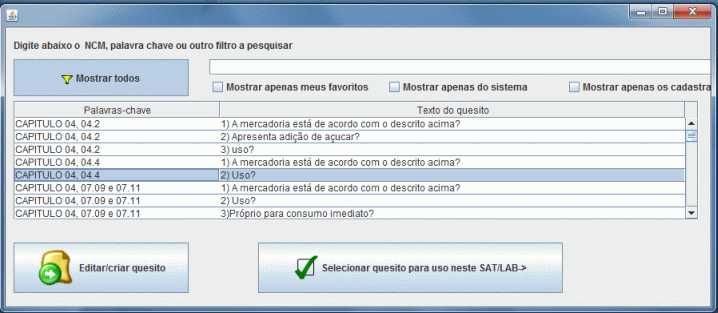 Digite abaixo o NCM, palavra chave ou outro filtro a pesquisar
Mostrar todos
Mostrar apenas meus favoritos Mostrar apenas do sistema Mostrar apenas os cadastra
Palavras-chave Texto do quesito
CAPITULO 04, 04.2 1) A mercadoria está de acordo com o descrito acima?
CAPITULO 04, 04.2 2) Apresenta adição de açucar?
CAPITULO 04, 04.2 3) uso?
CAPITULO 04, 04.4 1) A mercadoria está de acordo com o descrito acima?
CAPITULO 04, 04.4 2) Uso?
CAPITULO 04, 07.09 e 07.11 1) A mercadoria está de acordo com o descrito acima?
CAPITULO 04, 07.09 e 07.11 2) Uso?
CAPITULO 04, 07.09 e 07.11 3)Próprio para consumo imediato?
Editar/criar quesito Selecionar quesito para uso neste SAT/LAB->